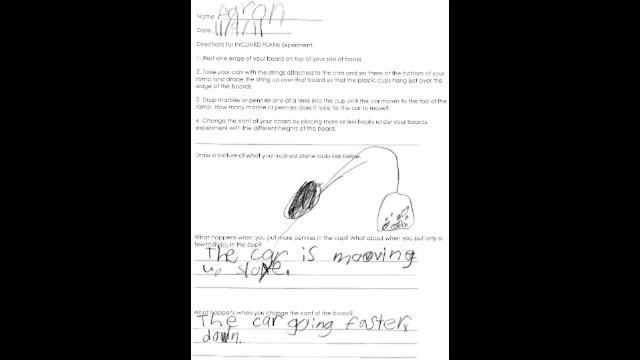 Name Aaron
Date 11/9/11
Directions for INCLINED PLANE Experiment
1. Rest one edge of your board on top of your pile of books.
2. Take your cars with the strings attached to the cars and set them at the bottom of your
ramp and drape the string up over that board so that the plastic cups hang just over the
edge of the boards.
3. Drop marbles or pennies one at a time into the cup until the car moves to the top of the
ramp. How many marble or pennies does it take for the car to move?
4. Change the slant of your board by placing more or less books under your boards.
experiment with the different heights of the board.
Draw a picture of what your inclined plane looks like below.
What happens when you put more pennies in the cup? What about when you put only a
few in the cup?
The car is mooving
up slope.
What happens when you change the slant of the board?
The car going faster
down.